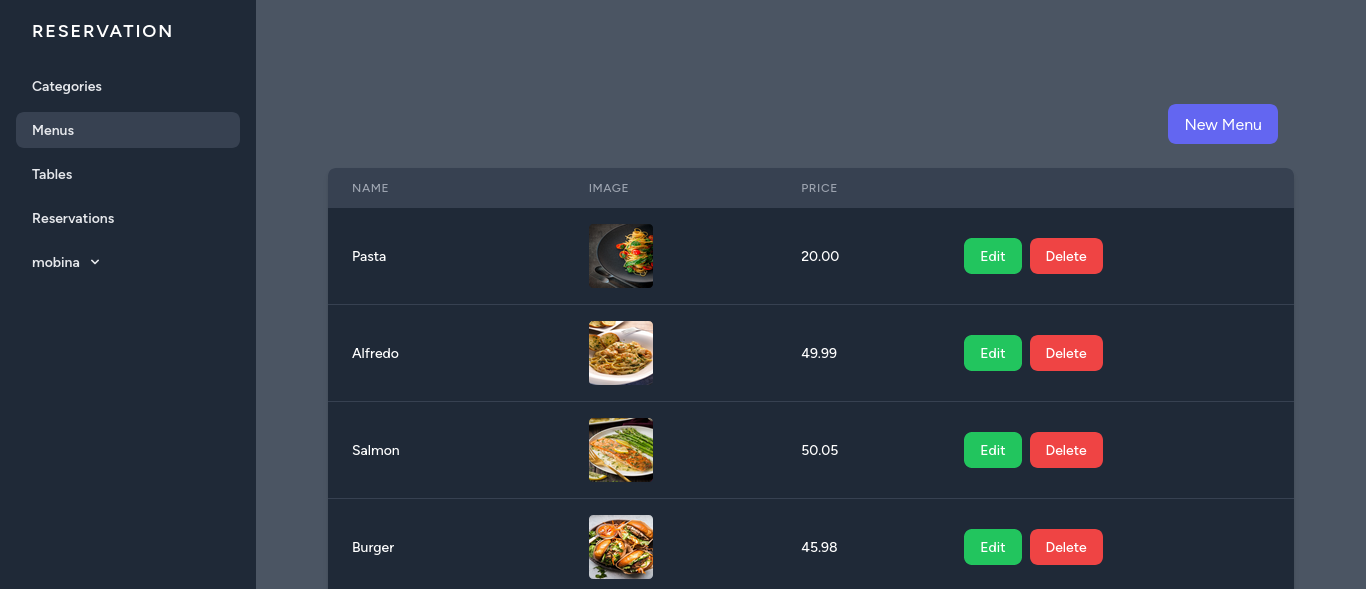 RESERVATION
Categories
Menus
Tables
Reservations
mobina
New Menu
NAME IMAGE PRICE
Pasta 20.00 Edit Delete
Alfredo 49.99 Edit Delete
Salmon 50.05 Edit Delete
Burger 45.98 Edit Delete